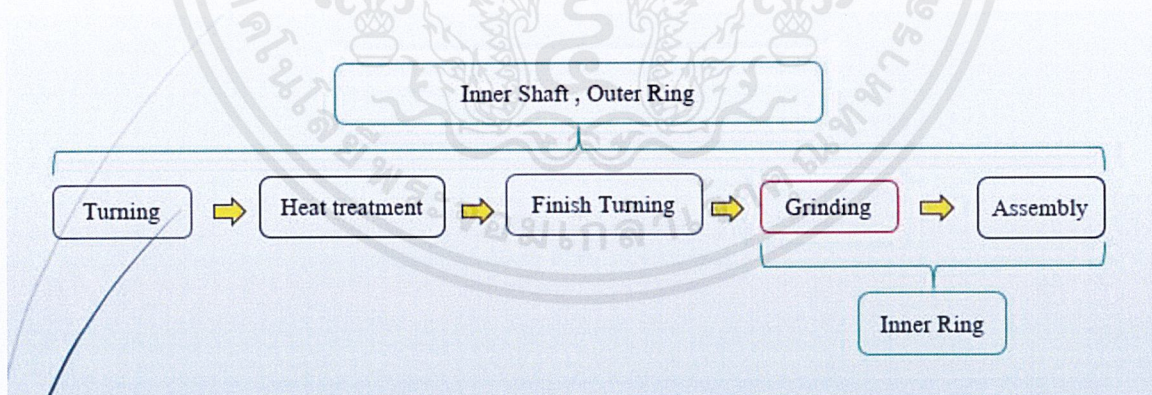 Inner Shaft , Outer Ring
Turning
Heat treatment
Finish Turning
Grinding
Assembly
Inner Ring